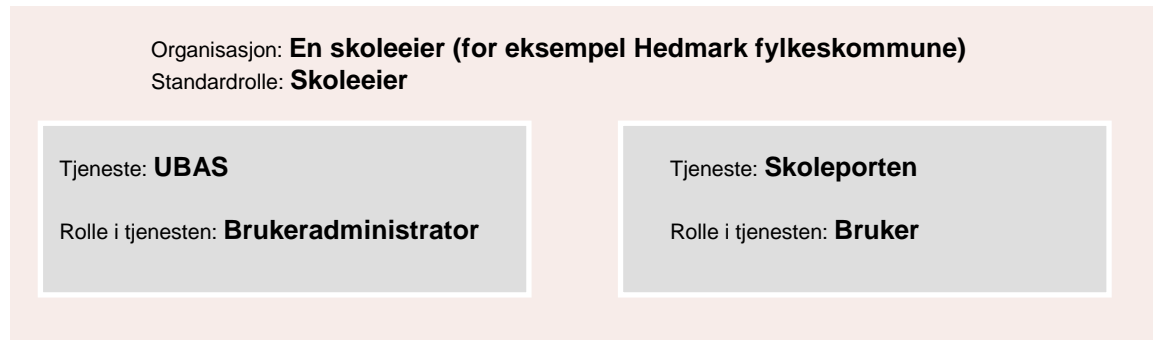 Organisasjon: En skoleeier (for eksempel Hedmark fylkeskommune)
Standardrolle: Skoleeier
Tjeneste: UBAS
Rolle i tjenesten: Brukeradministrator
Tjeneste: Skoleporten
Rolle i tjenesten: Bruker